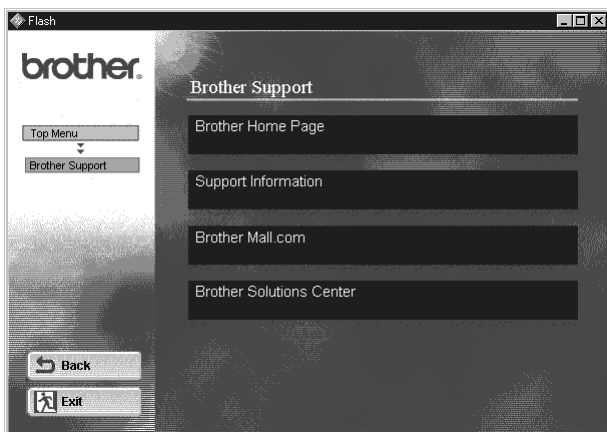 Flash
brother®
Top Menu
Brother Support
Back
Exit
Brother Support
Brother Home Page
Support Information
Brother Mall.com
Brother Solutions Center